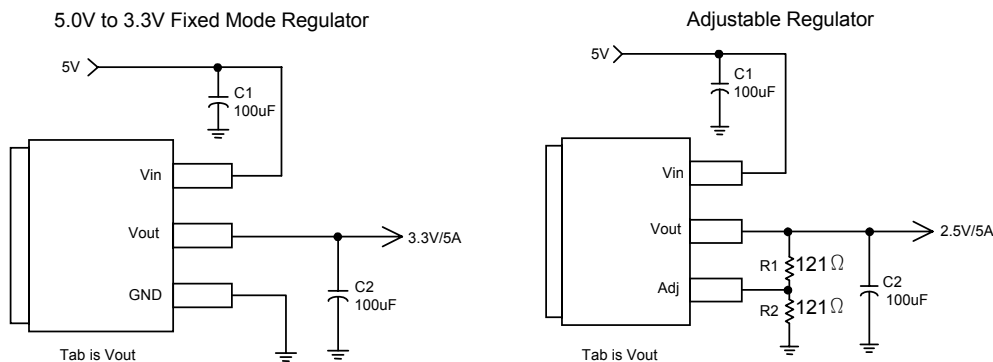 5.0V to 3.3V Fixed Mode Regulator
5V
C1
100uF
Vin
Vout
3.3V/5A
GND
C2
100uF
Tab is Vout
Adjustable Regulator
5V
C1
100uF
Vin
Vout
2.5V/5A
R1 121Ω
Adj
C2
100uF
R2 121Ω
Tab is Vout